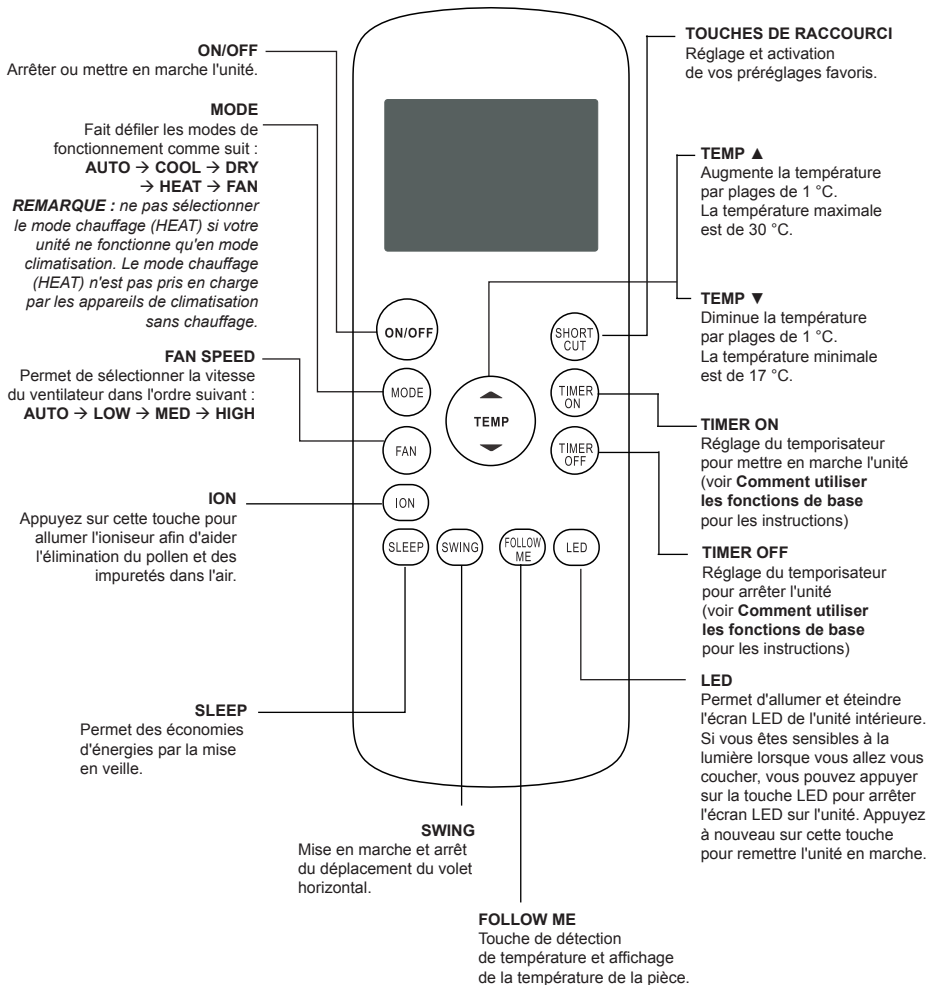 ON/OFF
Arrêter ou mettre en marche l'unité.
MODE
Fait défiler les modes de
fonctionnement comme suit :
AUTO → COOL → DRY
→ HEAT → FAN
REMARQUE : ne pas sélectionner
le mode chauffage (HEAT) si votre
unité ne fonctionne qu'en mode
climatisation. Le mode chauffage
(HEAT) n'est pas pris en charge
par les appareils de climatisation
sans chauffage.
FAN SPEED
Permet de sélectionner la vitesse
du ventilateur dans l'ordre suivant :
AUTO → LOW → MED → HIGH
ION
Appuyez sur cette touche pour
allumer l'ioniseur afin d'aider
l'élimination du pollen et des
impuretés dans l'air.
SLEEP
Permet des économies
d'énergies par la mise
en veille.
ON/OFF
MODE
FAN
ION
SLEEP
SWING
FOLLOW
ME
LED
TEMP
SHORT
CUT
TIMER
ON
TIMER
OFF
SWING
Mise en marche et arrêt
du déplacement du volet
horizontal.
FOLLOW ME
Touche de détection
de température et affichage
de la température de la pièce.
TOUCHES DE RACCOURCI
Réglage et activation
de vos préréglages favoris.
TEMP ▲
Augmente la température
par plages de 1 °C.
La température maximale
est de 30 °C.
TEMP ▼
Diminue la température
par plages de 1 °C.
La température minimale
est de 17 °C.
TIMER ON
Réglage du temporisateur
pour mettre en marche l'unité
(voir Comment utiliser
les fonctions de base
pour les instructions)
TIMER OFF
Réglage du temporisateur
pour arrêter l'unité
(voir Comment utiliser
les fonctions de base
pour les instructions)
LED
Permet d'allumer et éteindre
l'écran LED de l'unité intérieure.
Si vous êtes sensibles à la
lumière lorsque vous allez vous
coucher, vous pouvez appuyer
sur la touche LED pour arrêter
l'écran LED sur l'unité. Appuyez
à nouveau sur cette touche
pour remettre l'unité en marche.